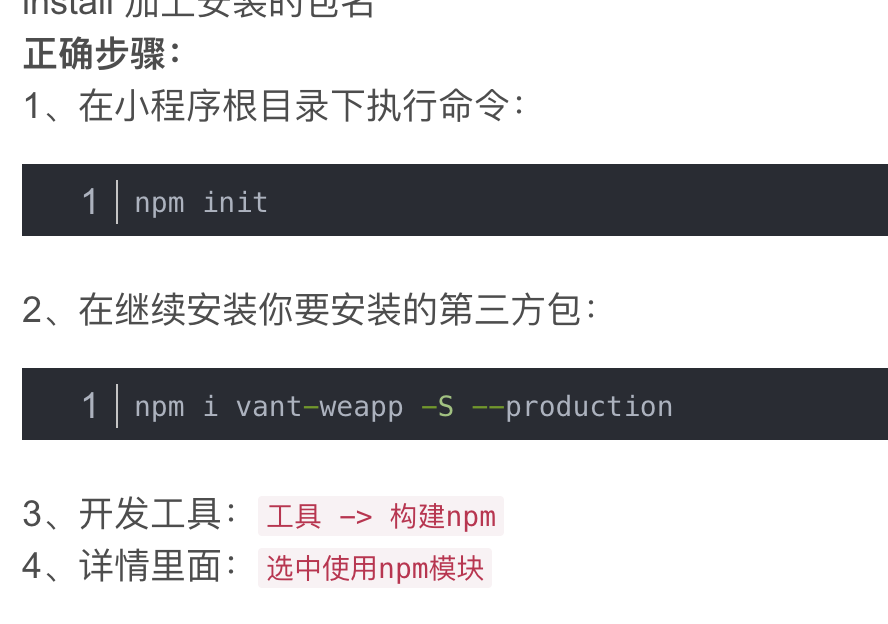 install 加上安装的包名
正确步骤：
1、在小程序根目录下执行命令：
1 npm init
2、在继续安装你要安装的第三方包：
1 npm i vant-weapp -S --production
3、开发工具： 工具 -> 构建npm
4、详情里面： 选中使用npm模块